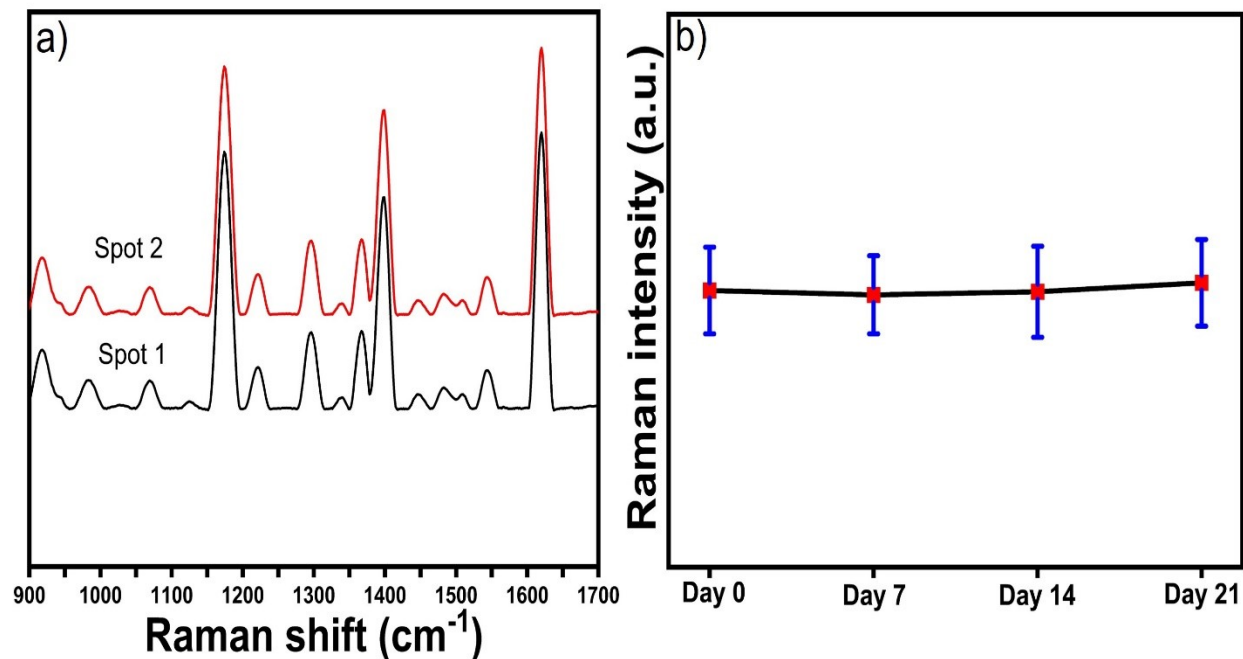 a)
Spot 2
Spot 1
900 1000 1100 1200 1300 1400 1500 1600 1700
Raman shift (cm⁻¹)
b)
Raman intensity (a.u.)
Day 0 Day 7 Day 14 Day 21